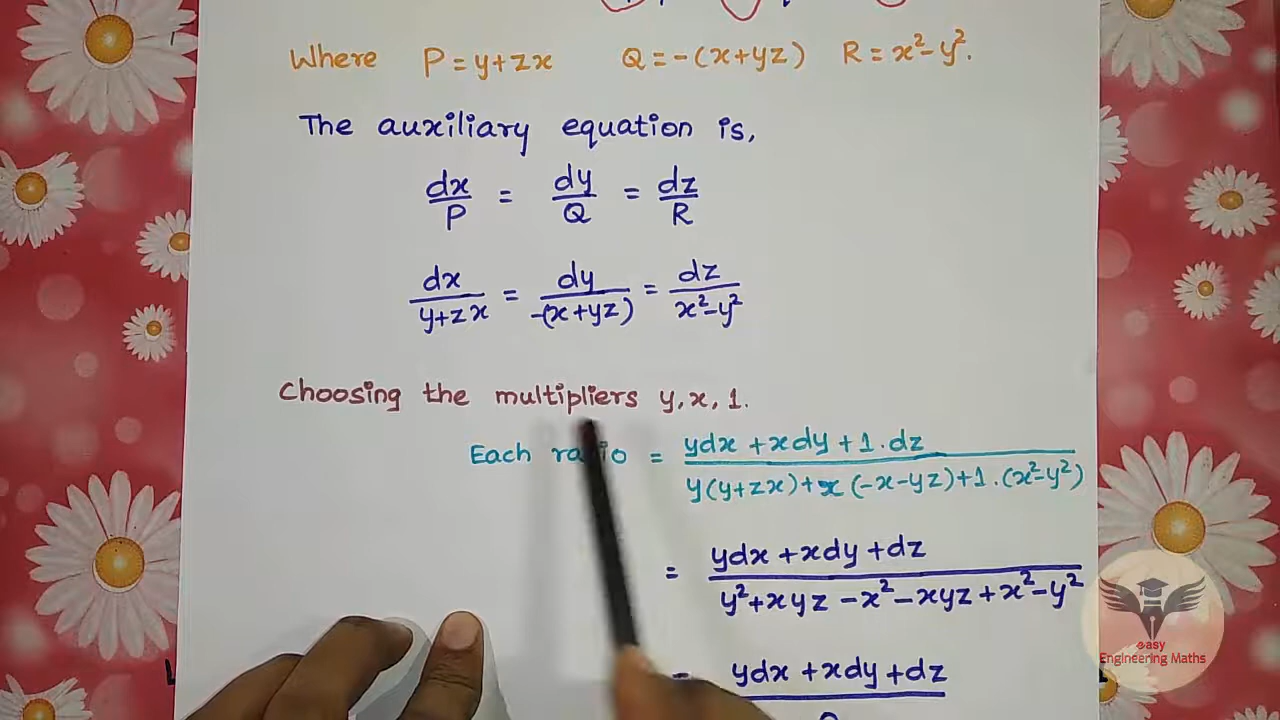 Where P = y+zx Q = -(x+yz) R = x²-y².
The auxiliary equation is,
dx/P = dy/Q = dz/R
dx/y+zx = dy/-(x+yz) = dz/x²-y²
Choosing the multipliers y, x, 1.
Each ratio = ydx + xdy + 1.dz/y(y+zx)+x(-x-yz)+1.(x²-y²)
= ydx + xdy + dz/y²+xyz-x²-xyz+x²-y²
= ydx + xdy + dz
easy
Engineering Maths